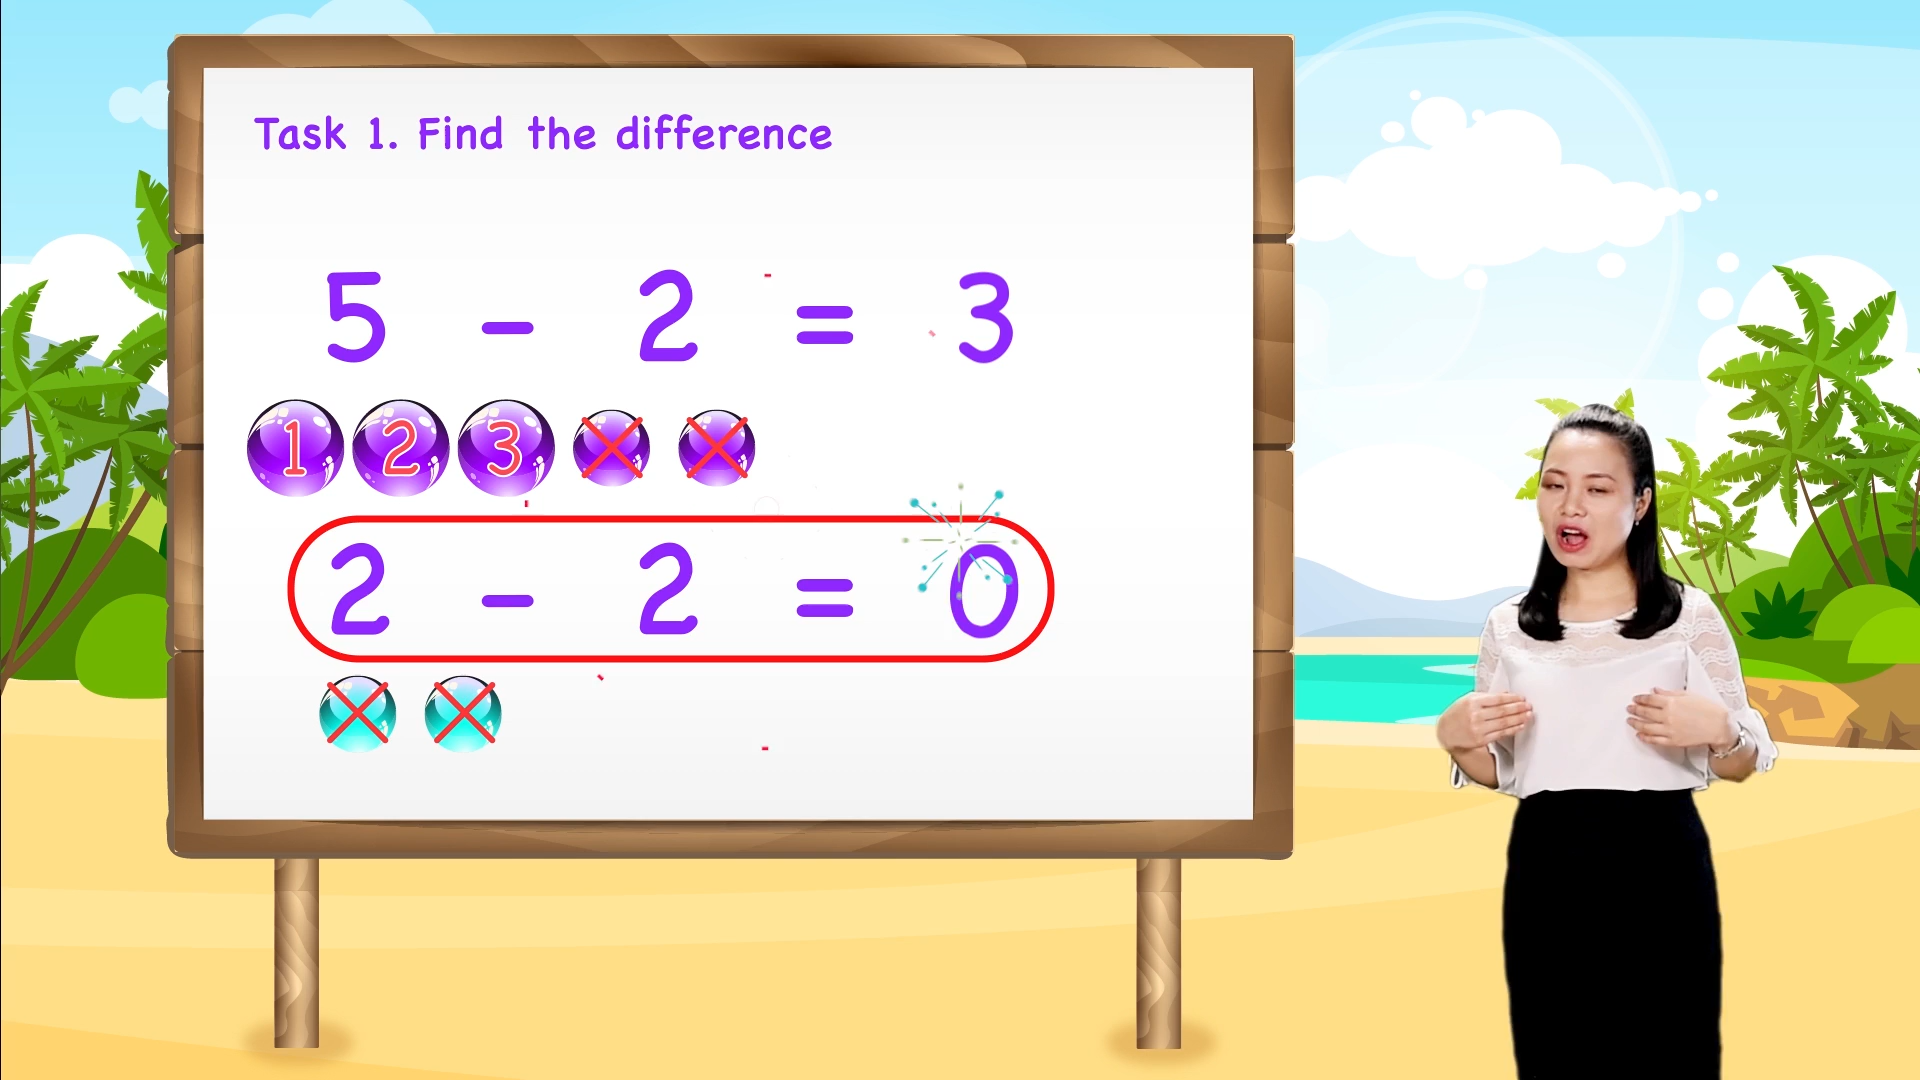 Task 1. Find the difference
5 - 2 = 3
1 2 3
2 - 2 = 0